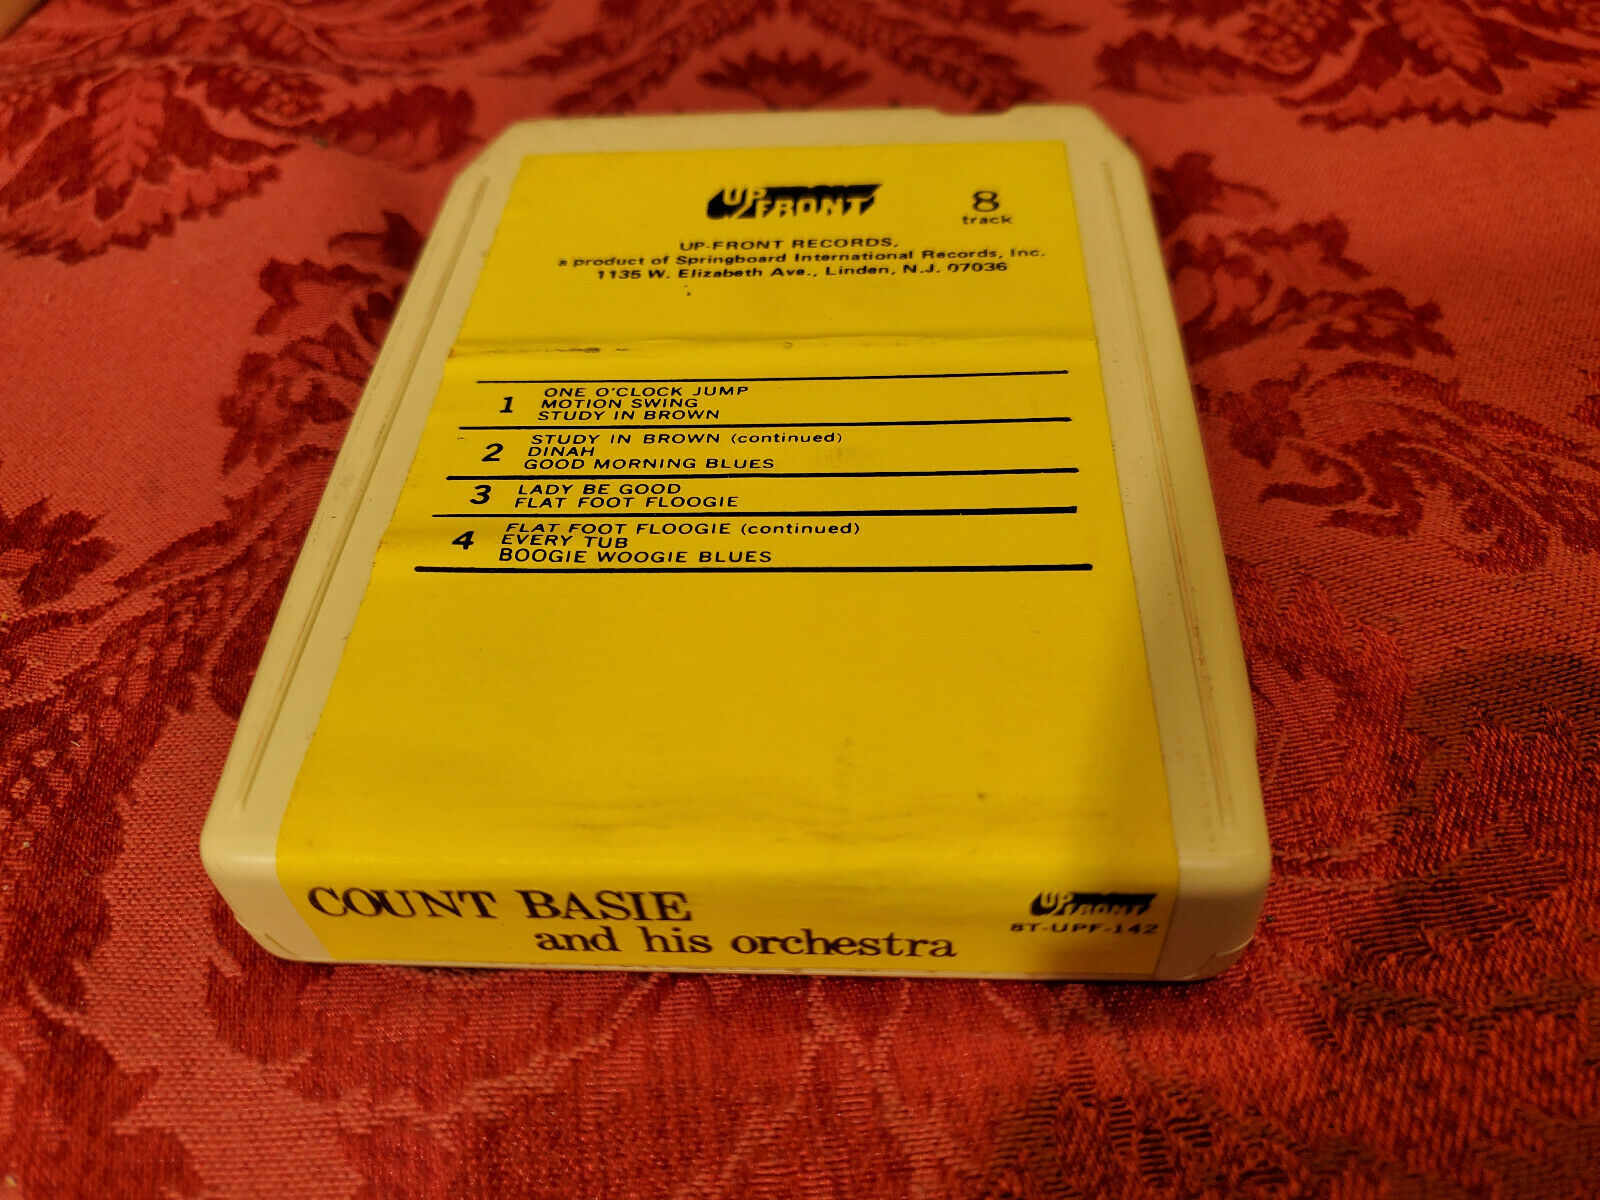 UP FRONT
8
track
UP-FRONT RECORDS,
a product of Springboard International Records, Inc.
1135 W. Elizabeth Ave., Linden, N.J. 07036
1
ONE O'CLOCK JUMP
MOTION SWING
STUDY IN BROWN
2
STUDY IN BROWN (continued)
DINAH
GOOD MORNING BLUES
3
LADY BE GOOD
FLAT FOOT FLOOGIE
4
FLAT FOOT FLOOGIE (continued)
EVERY TUB
BOOGIE WOOGIE BLUES
COUNT BASIE
and his orchestra
UP FRONT
8T-UPF-142